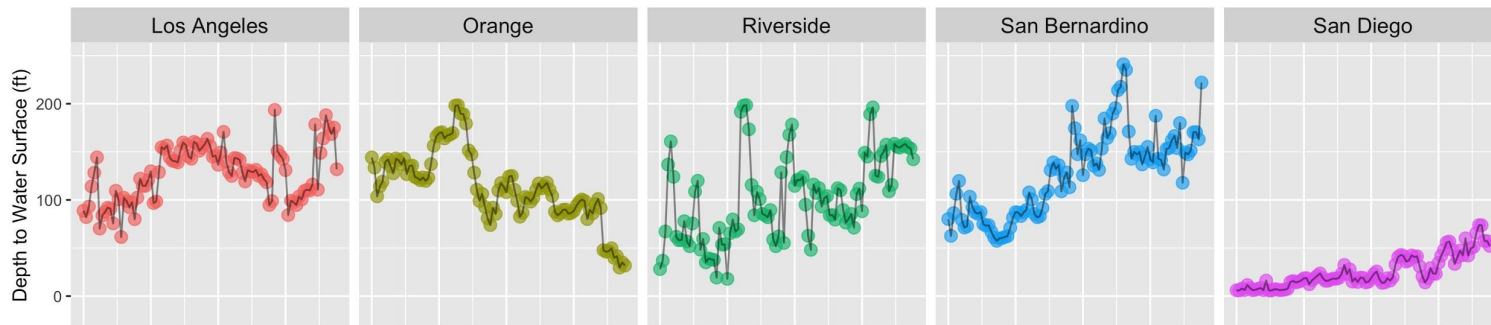 Los Angeles
Orange
Riverside
San Bernardino
San Diego
Depth to Water Surface (ft)
200
100
0